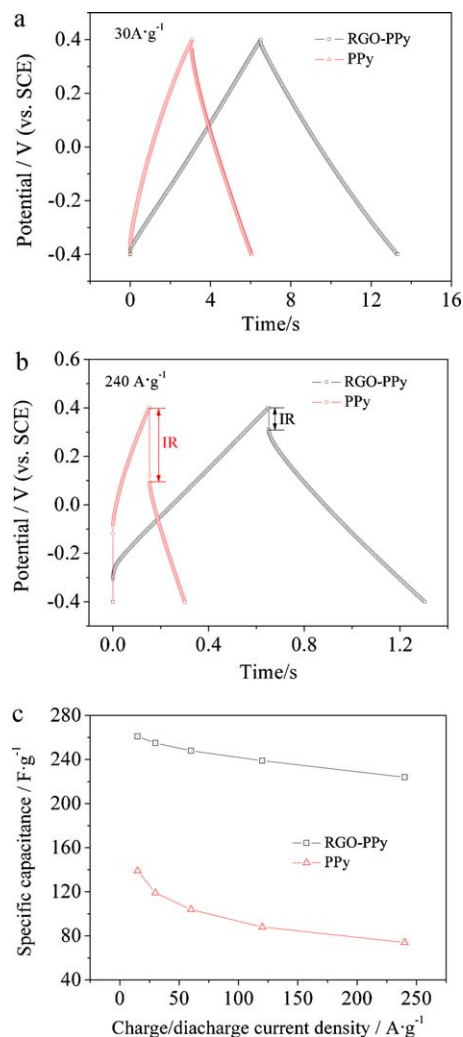 a
30A·g⁻¹
RGO-PPy
PPy
0.4
0.2
0.0
-0.2
-0.4
Potential / V (vs. SCE)
0 4 8 12 16
Time/s
b
240 A·g⁻¹
RGO-PPy
PPy
IR
IR
0.6
0.4
0.2
0.0
-0.2
-0.4
Potential / V (vs. SCE)
0.0 0.4 0.8 1.2
Time/s
c
280
240
200
160
120
80
40
Specific capacitance / F·g⁻¹
RGO-PPy
PPy
0 50 100 150 200 250
Charge/diacharge current density / A·g⁻¹